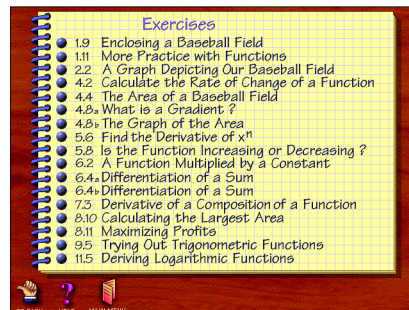 Exercises
1.9 Enclosing a Baseball Field
1.11 More Practice with Functions
2.2 A Graph Depicting Our Baseball Field
4.2 Calculate the Rate of Change of a Function
4.4 The Area of a Baseball Field
4.8a What is a Gradient ?
4.8b The Graph of the Area
5.6 Find the Derivative of xⁿ
5.8 Is the Function Increasing or Decreasing ?
6.2 A Function Multiplied by a Constant
6.4a Differentiation of a Sum
6.4b Differentiation of a Sum
7.3 Derivative of a Composition of a Function
8.10 Calculating the Largest Area
8.11 Maximizing Profits
9.5 Trying Out Trigonometric Functions
11.5 Deriving Logarithmic Functions